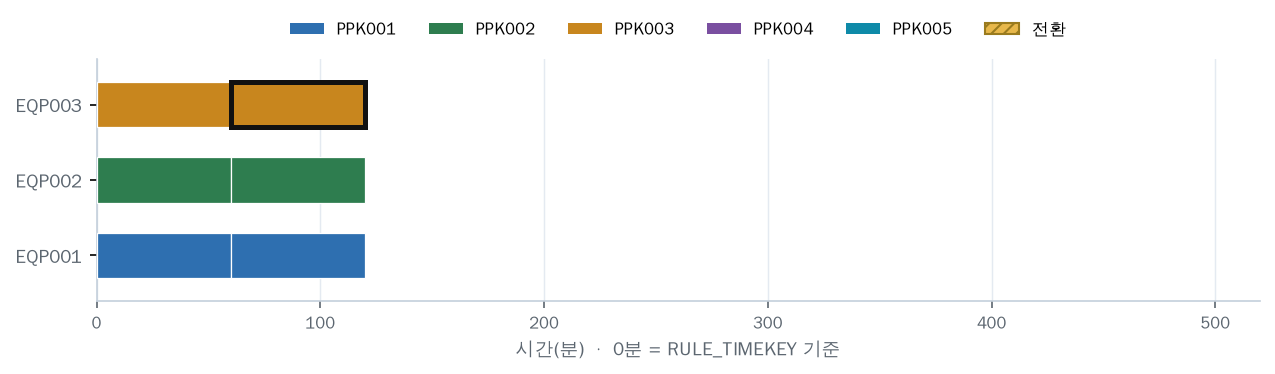 PPK001 PPK002 PPK003 PPK004 PPK005 전환
EQP003
EQP002
EQP001
0 100 200 300 400 500
시간(분) · 0분 = RULE_TIMEKEY 기준